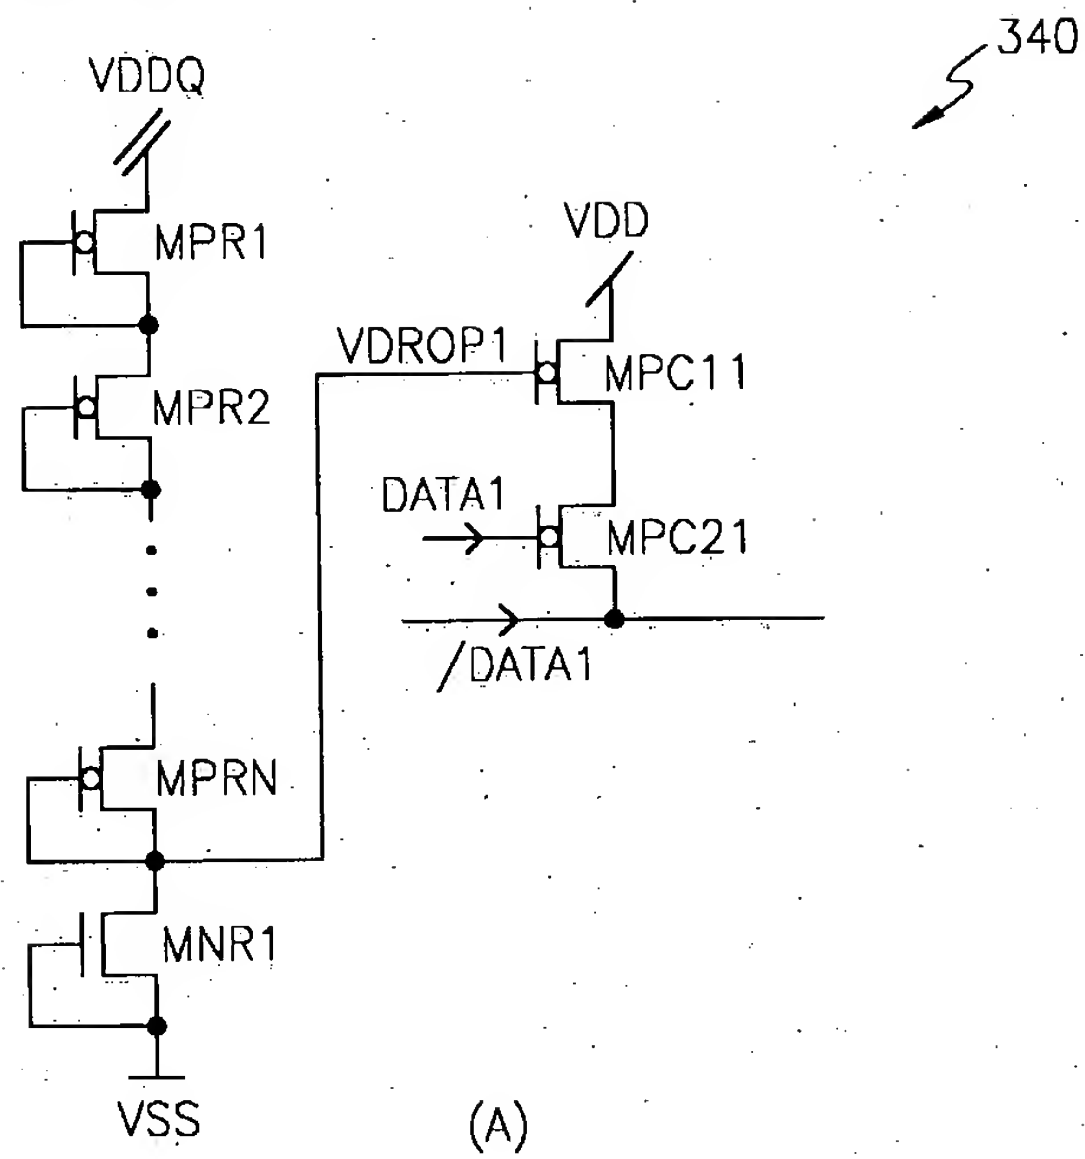 340
VDDQ
MPR1
VDD
VDROP1
MPC11
MPR2
DATA1
MPC21
/DATA1
MPRN
MNR1
VSS
(A)